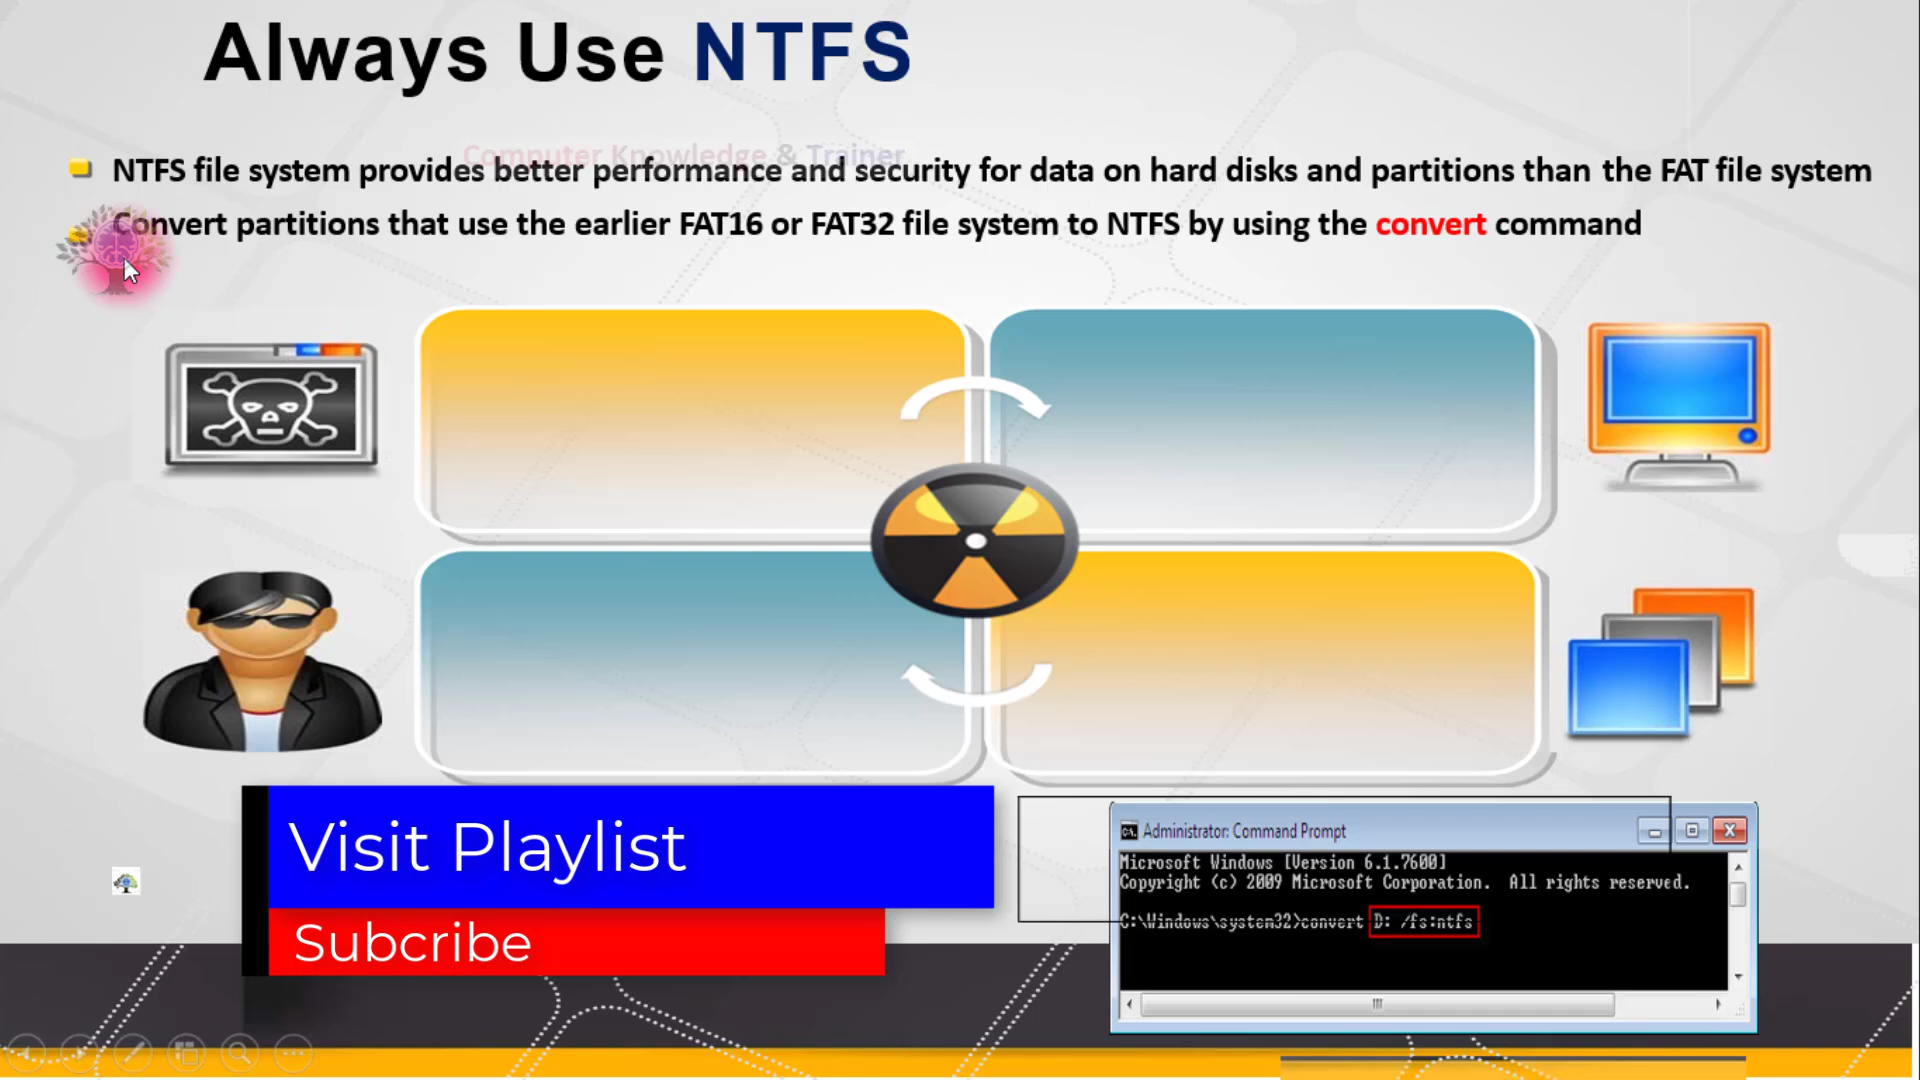 Always Use NTFS
Computer Knowledge & Trainer
NTFS file system provides better performance and security for data on hard disks and partitions than the FAT file system
Convert partitions that use the earlier FAT16 or FAT32 file system to NTFS by using the convert command
Visit Playlist
Subcribe
Administrator: Command Prompt
Microsoft Windows [Version 6.1.7600]
Copyright (c) 2009 Microsoft Corporation. All rights reserved.
C:\Windows\system32>convert D: /fs:ntfs